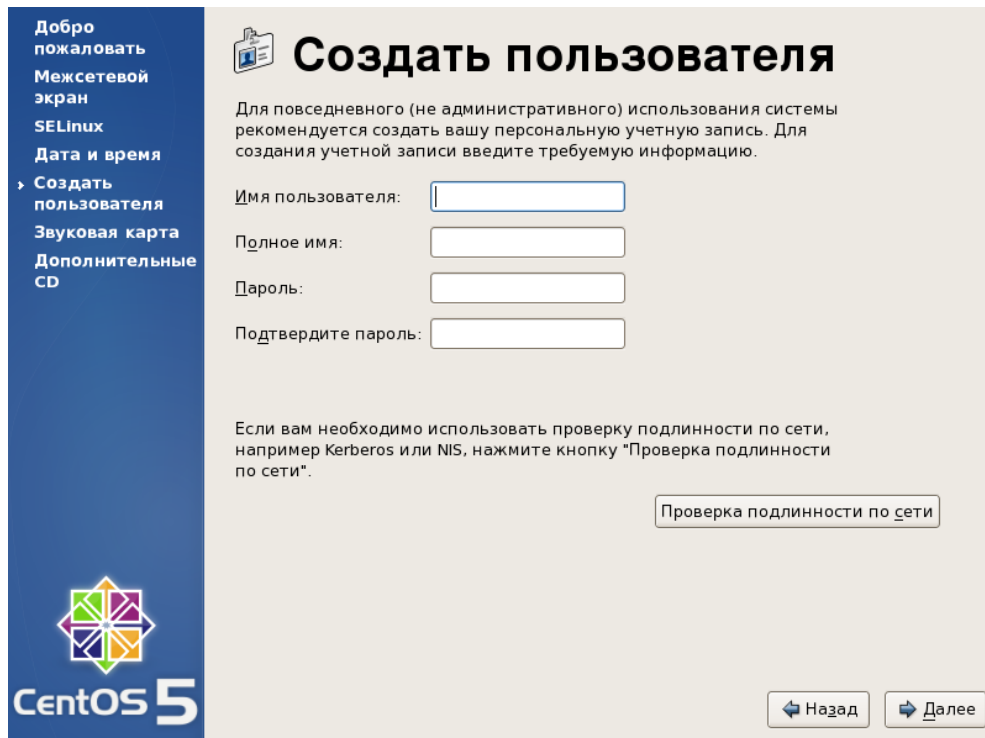 Добро
пожаловать
Межсетевой
экран
SELinux
Дата и время
Создать
пользователя
Звуковая карта
Дополнительные
CD
CentOS 5
Создать пользователя
Для повседневного (не административного) использования системы
рекомендуется создать вашу персональную учетную запись. Для
создания учетной записи введите требуемую информацию.
Имя пользователя:
Полное имя:
Пароль:
Подтвердите пароль:
Если вам необходимо использовать проверку подлинности по сети,
например Kerberos или NIS, нажмите кнопку "Проверка подлинности
по сети".
Проверка подлинности по сети
Назад
Далее